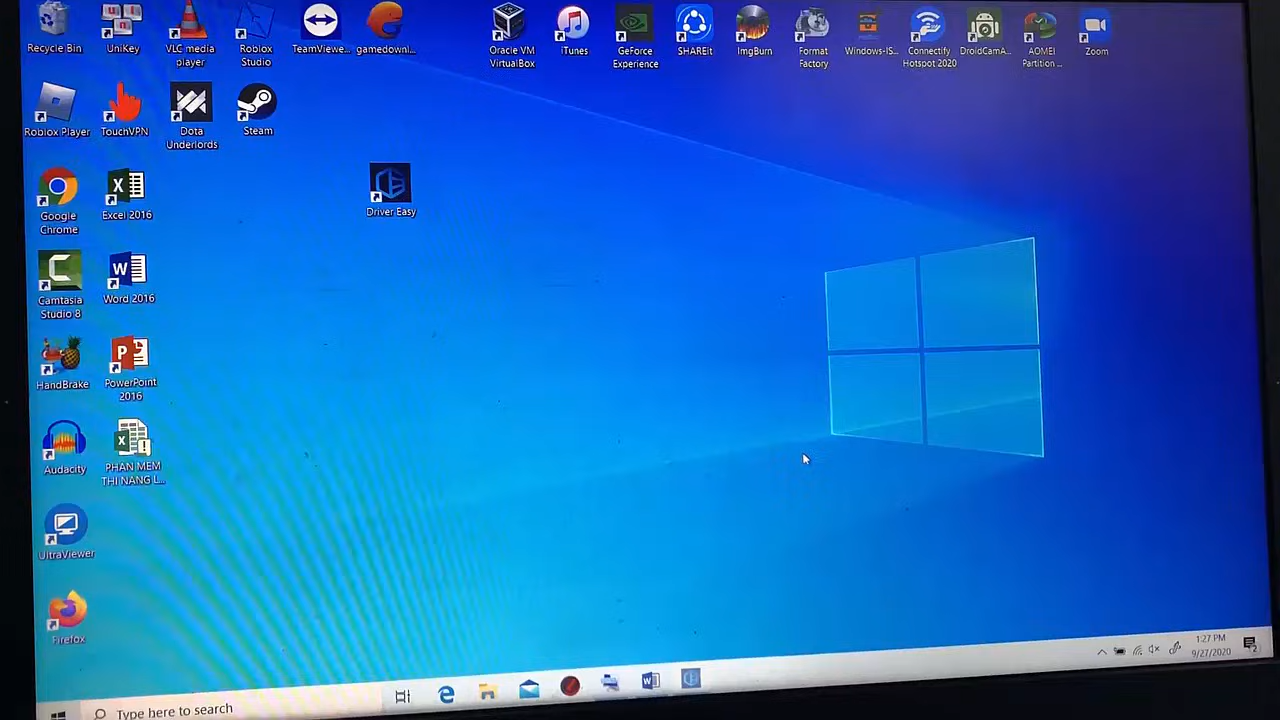 Recycle Bin
UniKey
VLC media
player
Roblox
Studio
TeamViewe...
gamedownl...
Oracle VM
VirtualBox
iTunes
GeForce
Experience
SHAREit
ImgBurn
Format
Factory
Windows-IS...
Connectify
Hotspot 2020
DroidCamA...
AOMEI
Partition ...
Zoom
Roblox Player
TouchVPN
Dota
Underlords
Steam
Google
Chrome
Excel 2016
Driver Easy
Camtasia
Studio 8
Word 2016
HandBrake
PowerPoint
2016
Audacity
PHAN MEM
THI NANG L...
UltraViewer
Firefox
Type here to search
1:27 PM
9/27/2020